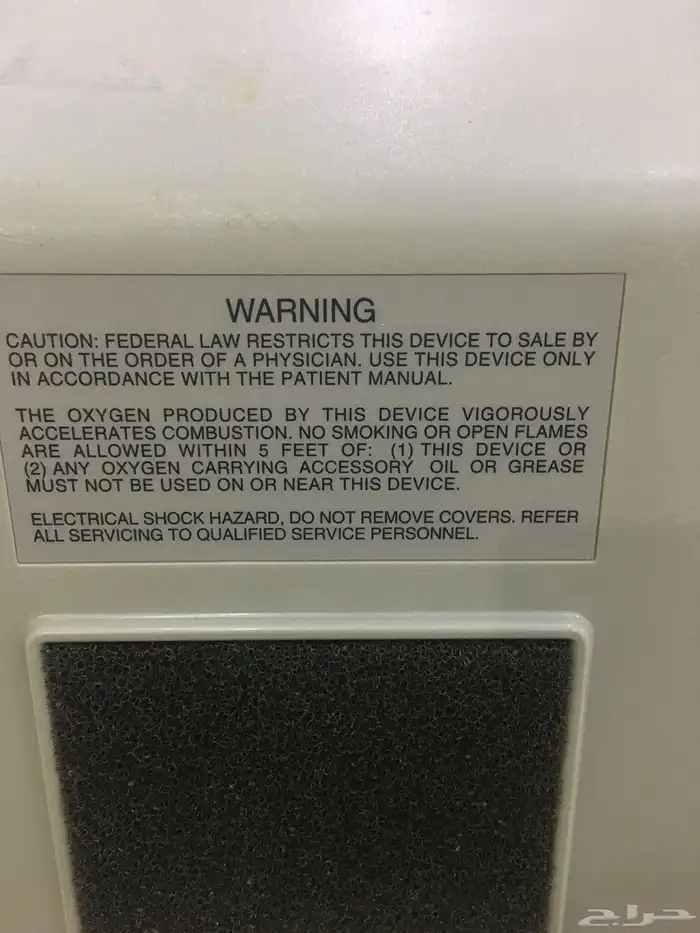 WARNING
CAUTION: FEDERAL LAW RESTRICTS THIS DEVICE TO SALE BY
OR ON THE ORDER OF A PHYSICIAN. USE THIS DEVICE ONLY
IN ACCORDANCE WITH THE PATIENT MANUAL.
THE OXYGEN PRODUCED BY THIS DEVICE VIGOROUSLY
ACCELERATES COMBUSTION. NO SMOKING OR OPEN FLAMES
ARE ALLOWED WITHIN 5 FEET OF: (1) THIS DEVICE OR
(2) ANY OXYGEN CARRYING ACCESSORY OIL OR GREASE
MUST NOT BE USED ON OR NEAR THIS DEVICE.
ELECTRICAL SHOCK HAZARD, DO NOT REMOVE COVERS. REFER
ALL SERVICING TO QUALIFIED SERVICE PERSONNEL.
حراج